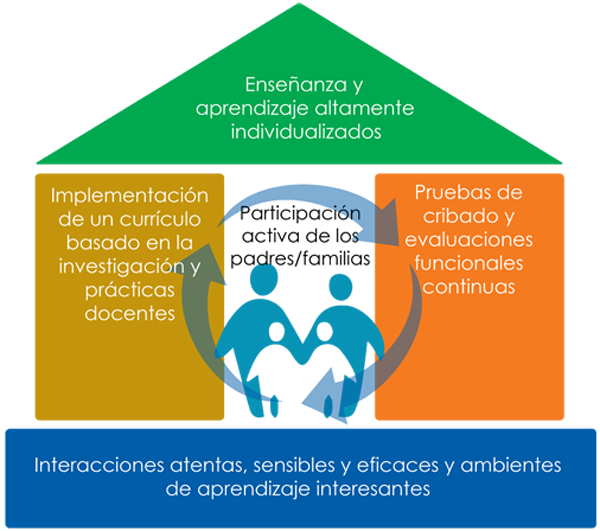 Enseñanza y
aprendizaje altamente
individualizados
Implementación
de un currículo
basado en la
investigación y
prácticas
docentes
Participación
activa de los
padres/familias
Pruebas de
cribado y
evaluaciones
funcionales
continuas
Interacciones atentas, sensibles y eficaces y ambientes
de aprendizaje interesantes